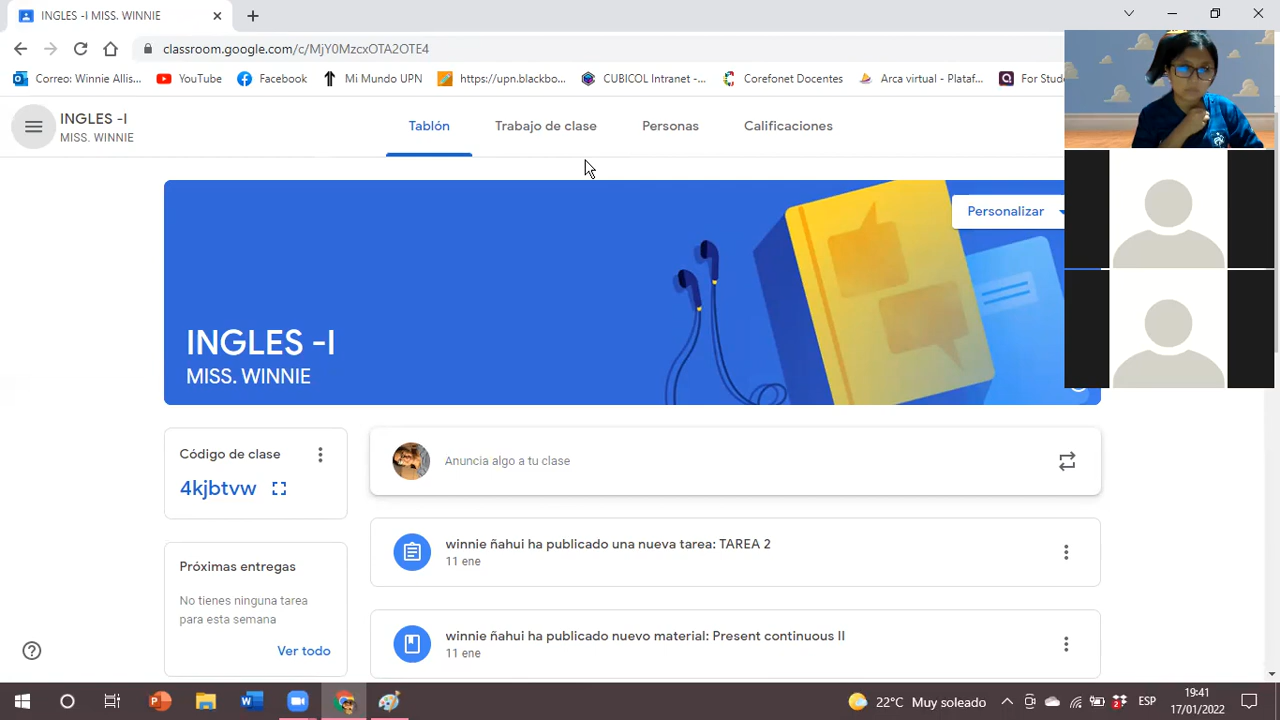 INGLES -I MISS. WINNIE
classroom.google.com/c/MjY0MzcxOTA2OTE4
Correo: Winnie Allis...
YouTube
Facebook
Mi Mundo UPN
https://upn.blackbo...
CUBICOL Intranet -...
Corefonet Docentes
Arca virtual - Plataf...
For Stude
INGLES -I
MISS. WINNIE
Tablón
Trabajo de clase
Personas
Calificaciones
Personalizar
INGLES -I
MISS. WINNIE
Código de clase
4kjbtvw
Anuncia algo a tu clase
winnie ñahui ha publicado una nueva tarea: TAREA 2
11 ene
Próximas entregas
No tienes ninguna tarea
para esta semana
Ver todo
winnie ñahui ha publicado nuevo material: Present continuous II
11 ene
22°C Muy soleado
ESP
19:41
17/01/2022
2